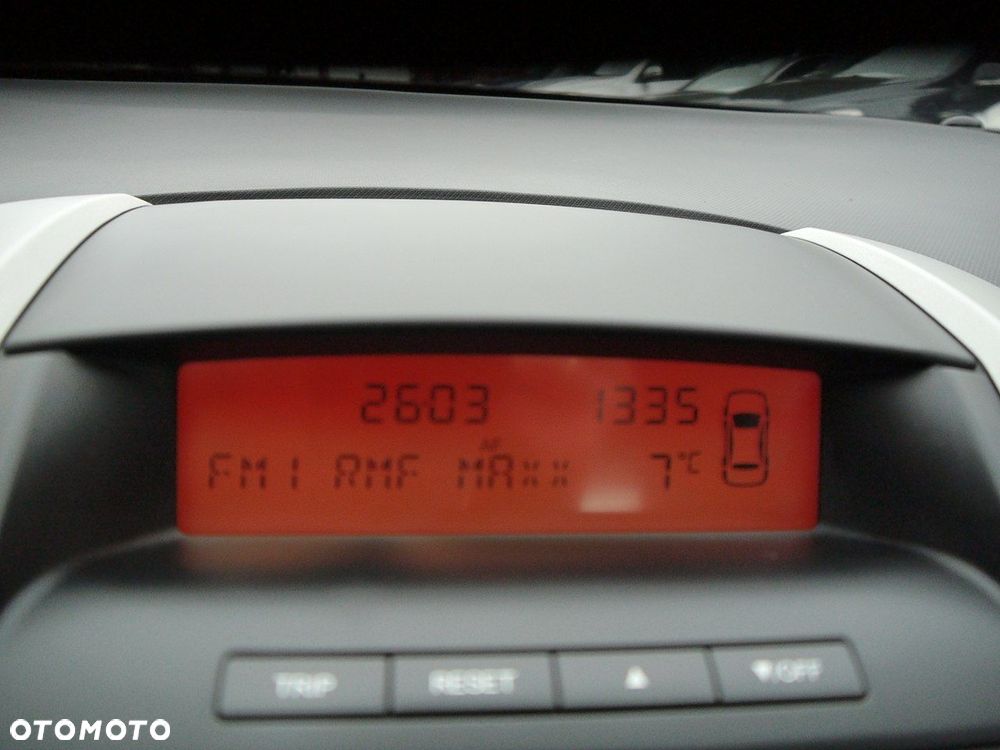 2603 1335
AF
FM1 RMF MAxx 7°C
TRIP RESET ▲ ▼/OFF
OTOMOTO